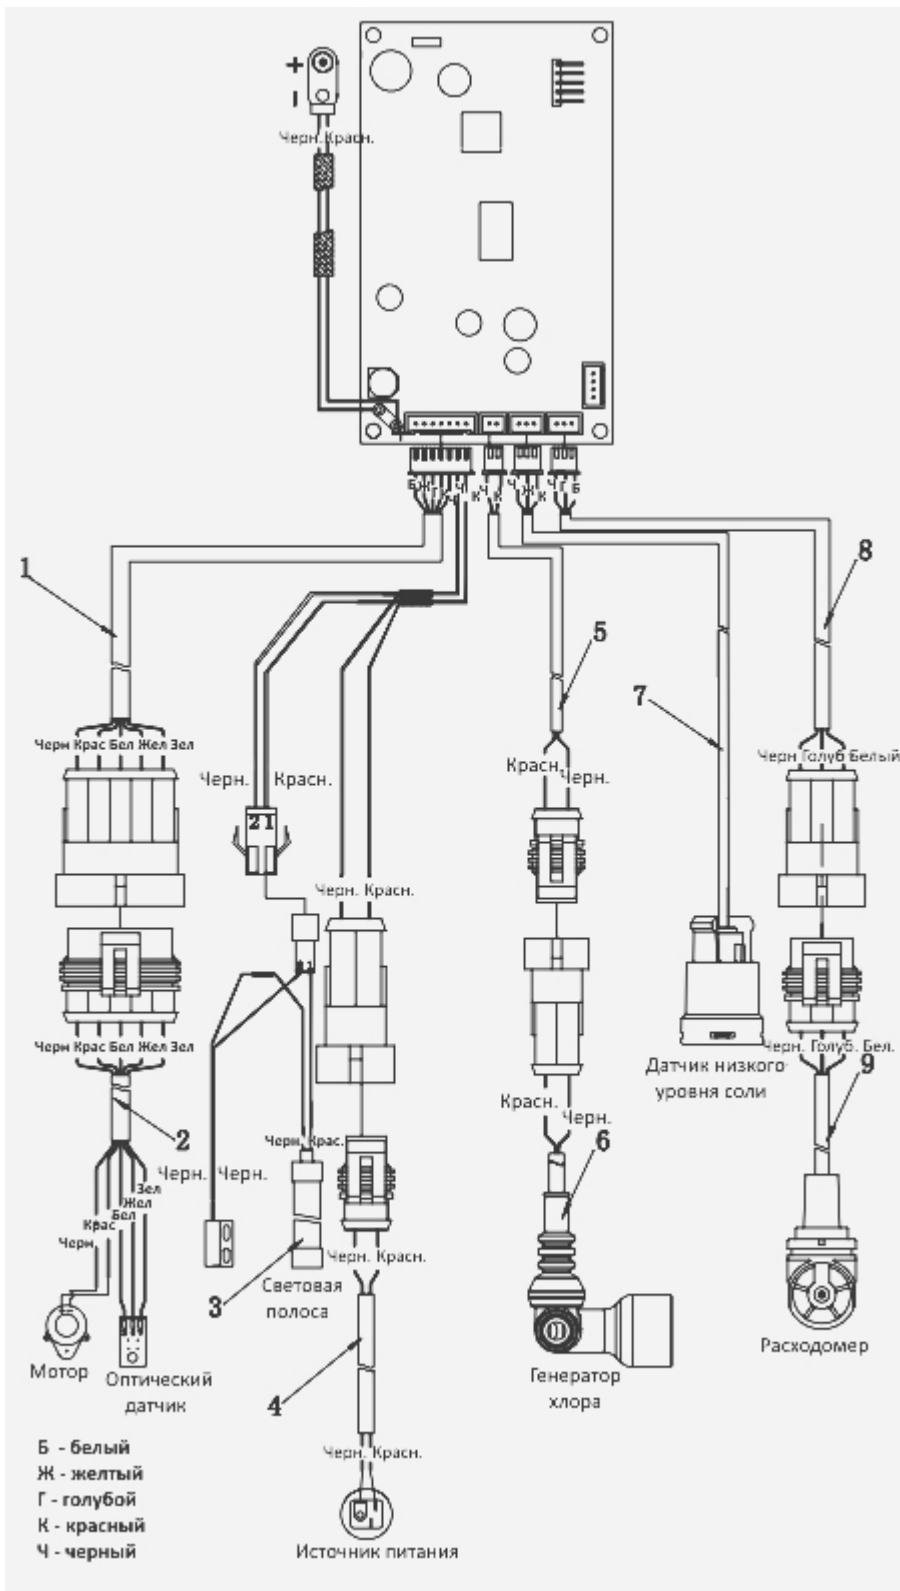 +
–
Черн. Красн.
Б Ж Г К Ч Ч К Ч К Ч Ж К Ч Г Б
1
8
5
7
Черн Крас Бел Жел Зел
Черн. Красн.
Красн. Черн.
Черн Голуб Белый
2 1
Черн. Красн.
1
Черн Крас Бел Жел Зел
Датчик низкого
уровня соли
Черн. Голуб. Бел.
9
2
Черн. Черн.
Черн. Крас.
Красн. Черн.
6
Зел
Жел
Бел
Крас
Черн
3
Световая
полоса
Черн. Красн.
Мотор
Оптический
датчик
4
Генератор
хлора
Расходомер
Черн. Красн.
Источник питания
Б - белый
Ж - желтый
Г - голубой
К - красный
Ч - черный